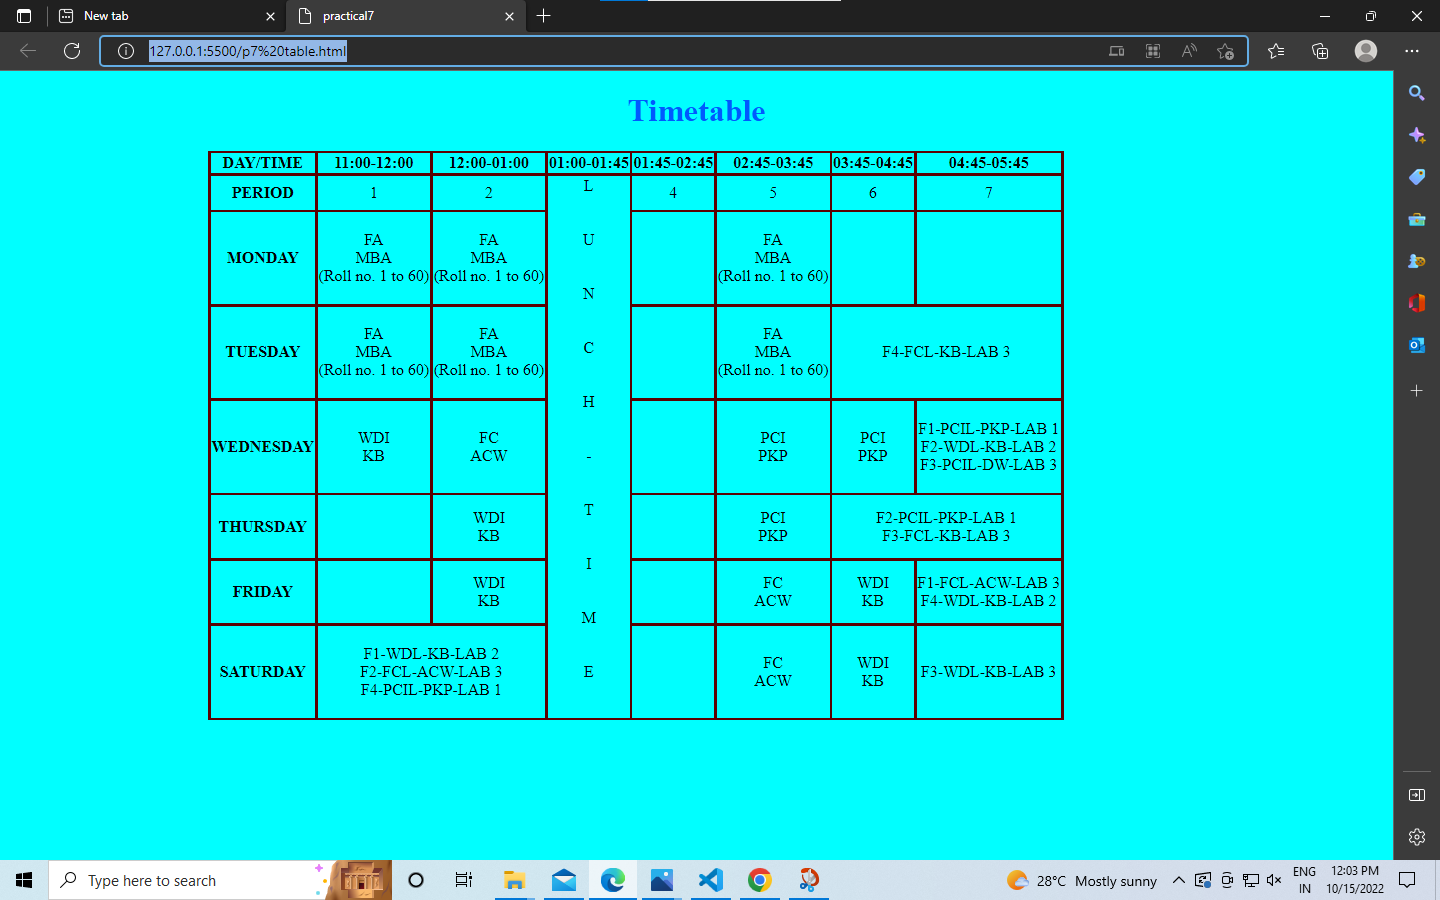 New tab
practical7
127.0.0.1:5500/p7%20table.html
Timetable
DAY/TIME 11:00-12:00 12:00-01:00 01:00-01:45 01:45-02:45 02:45-03:45 03:45-04:45 04:45-05:45
PERIOD 1 2 4 5 6 7
L
U
N
C
H
-
T
I
M
E
MONDAY
FA
MBA
(Roll no. 1 to 60)
FA
MBA
(Roll no. 1 to 60)
FA
MBA
(Roll no. 1 to 60)
TUESDAY
FA
MBA
(Roll no. 1 to 60)
FA
MBA
(Roll no. 1 to 60)
FA
MBA
(Roll no. 1 to 60)
F4-FCL-KB-LAB 3
WEDNESDAY
WDI
KB
FC
ACW
PCI
PKP
PCI
PKP
F1-PCIL-PKP-LAB 1
F2-WDL-KB-LAB 2
F3-PCIL-DW-LAB 3
THURSDAY
WDI
KB
PCI
PKP
F2-PCIL-PKP-LAB 1
F3-FCL-KB-LAB 3
FRIDAY
WDI
KB
FC
ACW
WDI
KB
F1-FCL-ACW-LAB 3
F4-WDL-KB-LAB 2
SATURDAY
F1-WDL-KB-LAB 2
F2-FCL-ACW-LAB 3
F4-PCIL-PKP-LAB 1
FC
ACW
WDI
KB
F3-WDL-KB-LAB 3
Type here to search
28°C Mostly sunny
ENG
IN
12:03 PM
10/15/2022